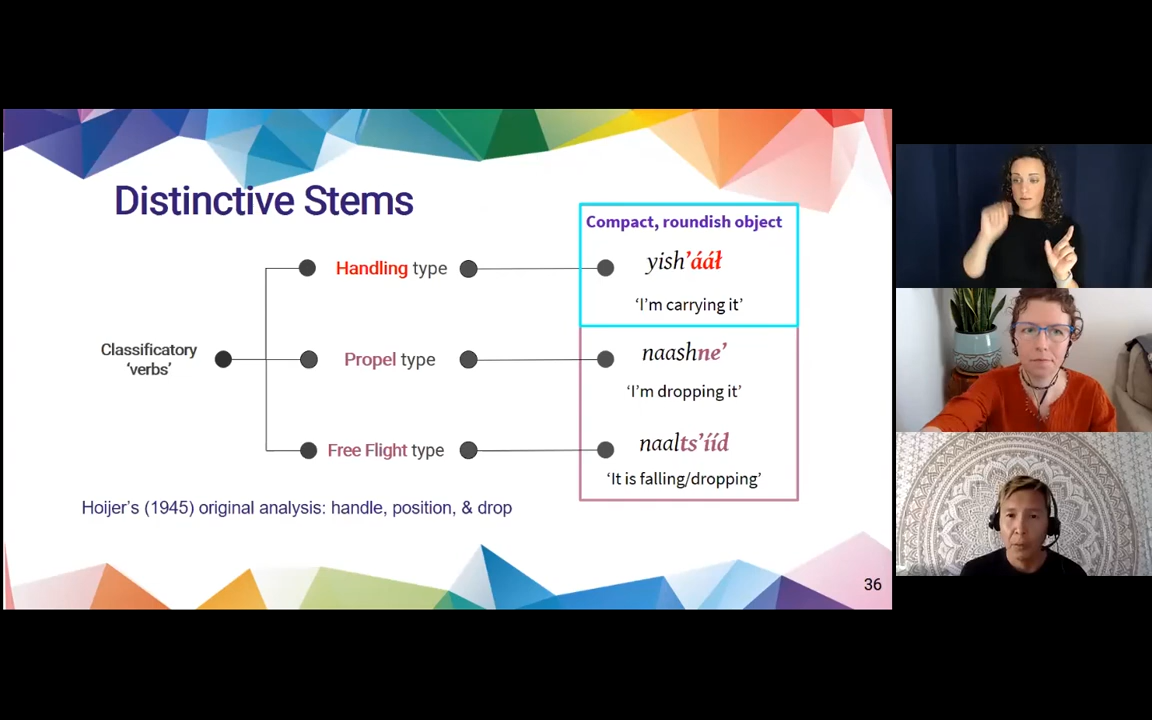 Distinctive Stems
Compact, roundish object
Handling type
yish’ááł
‘I’m carrying it’
Classificatory
‘verbs’
Propel type
naashne’
‘I’m dropping it’
Free Flight type
naalts’ííd
‘It is falling/dropping’
Hoijer’s (1945) original analysis: handle, position, & drop
36